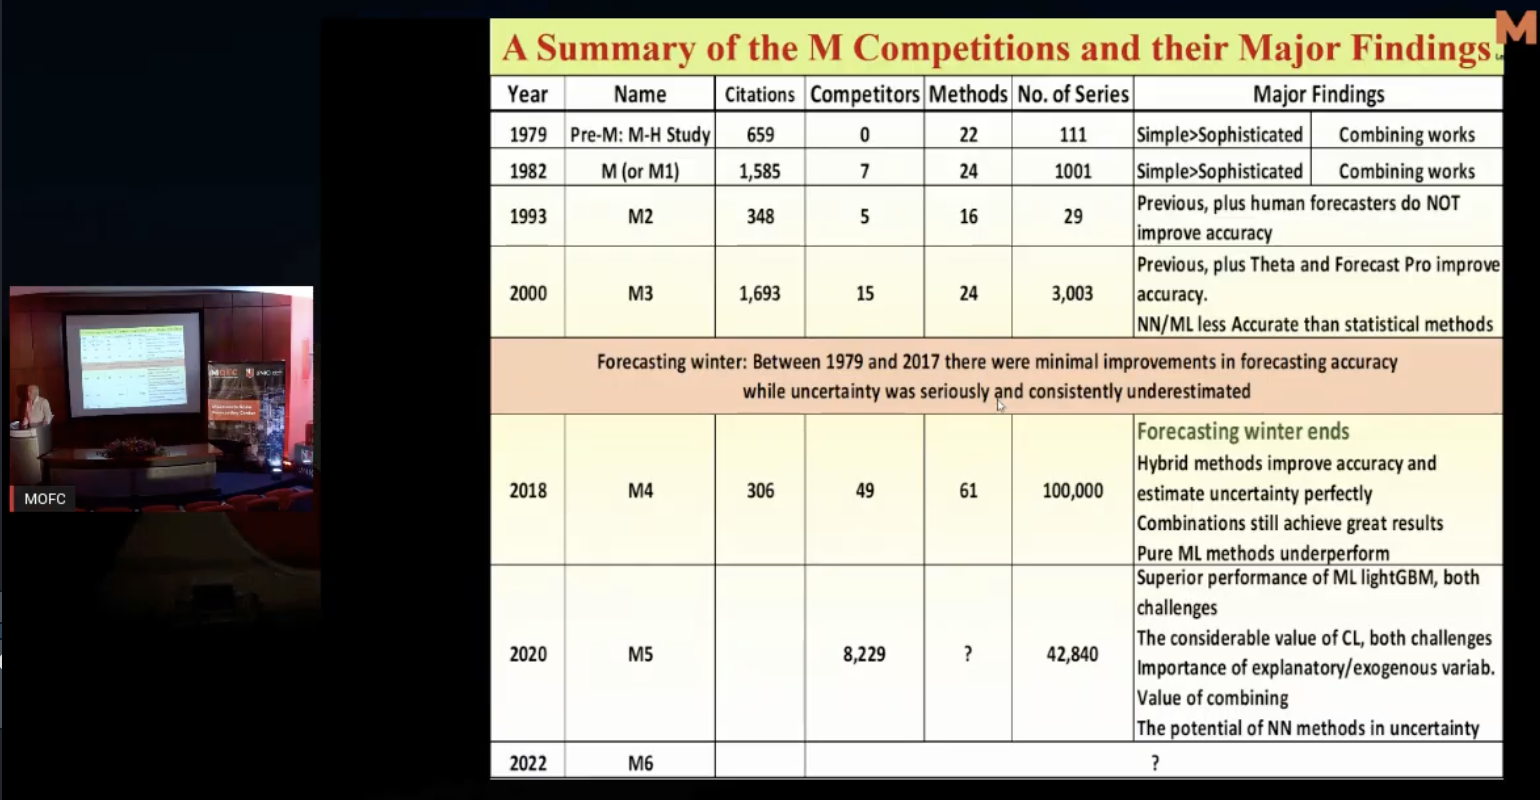 M
A Summary of the M Competitions and their Major Findings
Year Name Citations Competitors Methods No. of Series Major Findings
1979 Pre-M: M-H Study 659 0 22 111 Simple>Sophisticated Combining works
1982 M (or M1) 1,585 7 24 1001 Simple>Sophisticated Combining works
1993 M2 348 5 16 29 Previous, plus human forecasters do NOT
improve accuracy
2000 M3 1,693 15 24 3,003 Previous, plus Theta and Forecast Pro improve
accuracy.
NN/ML less Accurate than statistical methods
Forecasting winter: Between 1979 and 2017 there were minimal improvements in forecasting accuracy
while uncertainty was seriously and consistently underestimated
2018 M4 306 49 61 100,000 Forecasting winter ends
Hybrid methods improve accuracy and
estimate uncertainty perfectly
Combinations still achieve great results
Pure ML methods underperform
2020 M5 8,229 ? 42,840 Superior performance of ML lightGBM, both
challenges
The considerable value of CL, both challenges
Importance of explanatory/exogenous variab.
Value of combining
The potential of NN methods in uncertainty
2022 M6 ?
MOFC
MOFC